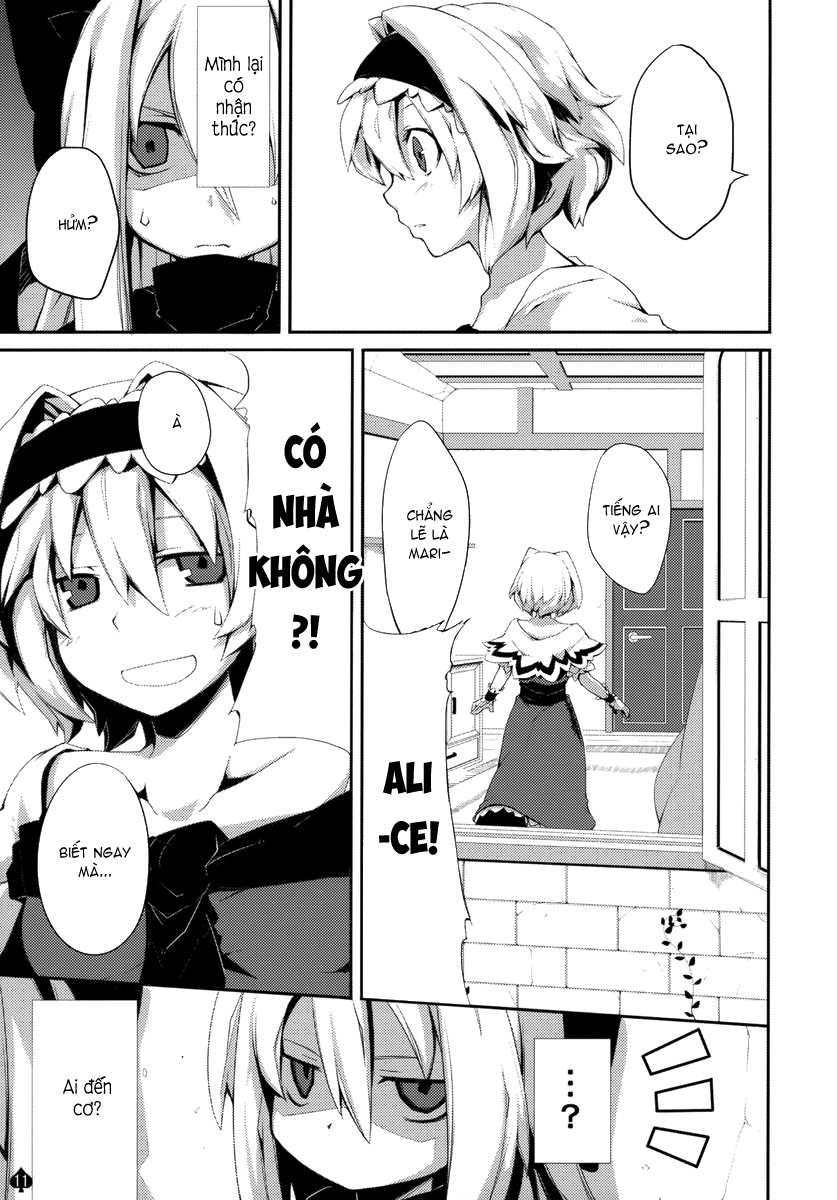 TẠI
SAO?
Mình lại
có
nhận
thức?
HỬM?
TIẾNG AI
VẬY?
CHẲNG
LẼ LÀ
MARI-
ALI
-CE!
CÓ
NHÀ
KHÔNG
?!
À
BIẾT NGAY
MÀ...
...?
Ai đến
cơ?
11